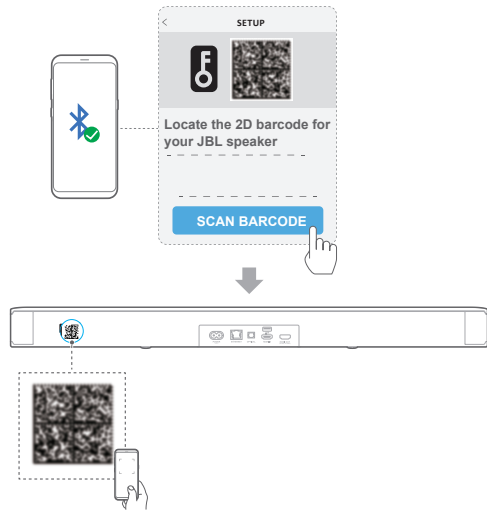 SETUP
Locate the 2D barcode for
your JBL speaker
SCAN BARCODE